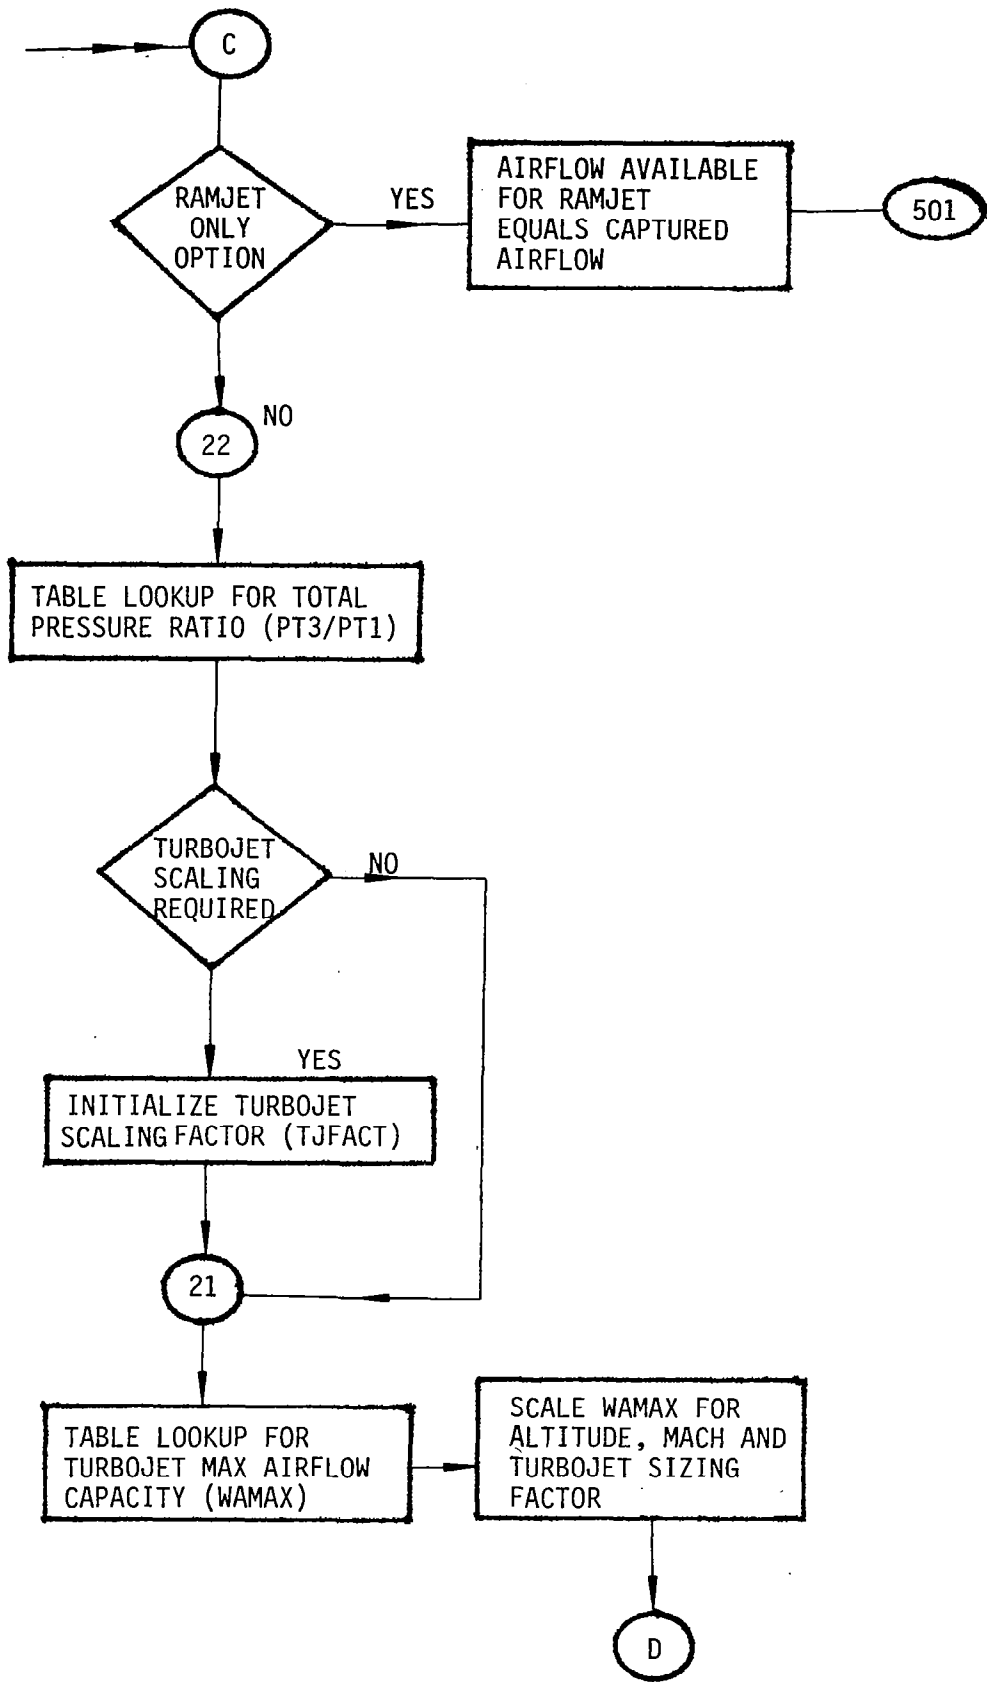 C
RAMJET
ONLY
OPTION
YES
AIRFLOW AVAILABLE
FOR RAMJET
EQUALS CAPTURED
AIRFLOW
501
NO
22
TABLE LOOKUP FOR TOTAL
PRESSURE RATIO (PT3/PT1)
TURBOJET
SCALING
REQUIRED
NO
YES
INITIALIZE TURBOJET
SCALING FACTOR (TJFACT)
21
TABLE LOOKUP FOR
TURBOJET MAX AIRFLOW
CAPACITY (WAMAX)
SCALE WAMAX FOR
ALTITUDE, MACH AND
TURBOJET SIZING
FACTOR
D